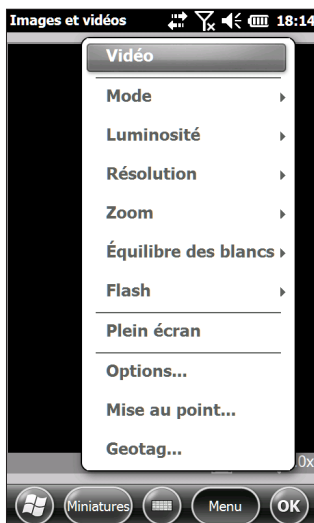 Images et vidéos 18:14
Vidéo
Mode
Luminosité
Résolution
Zoom
Équilibre des blancs
Flash
Plein écran
Options...
Mise au point...
Geotag...
.0x
Miniatures Menu OK